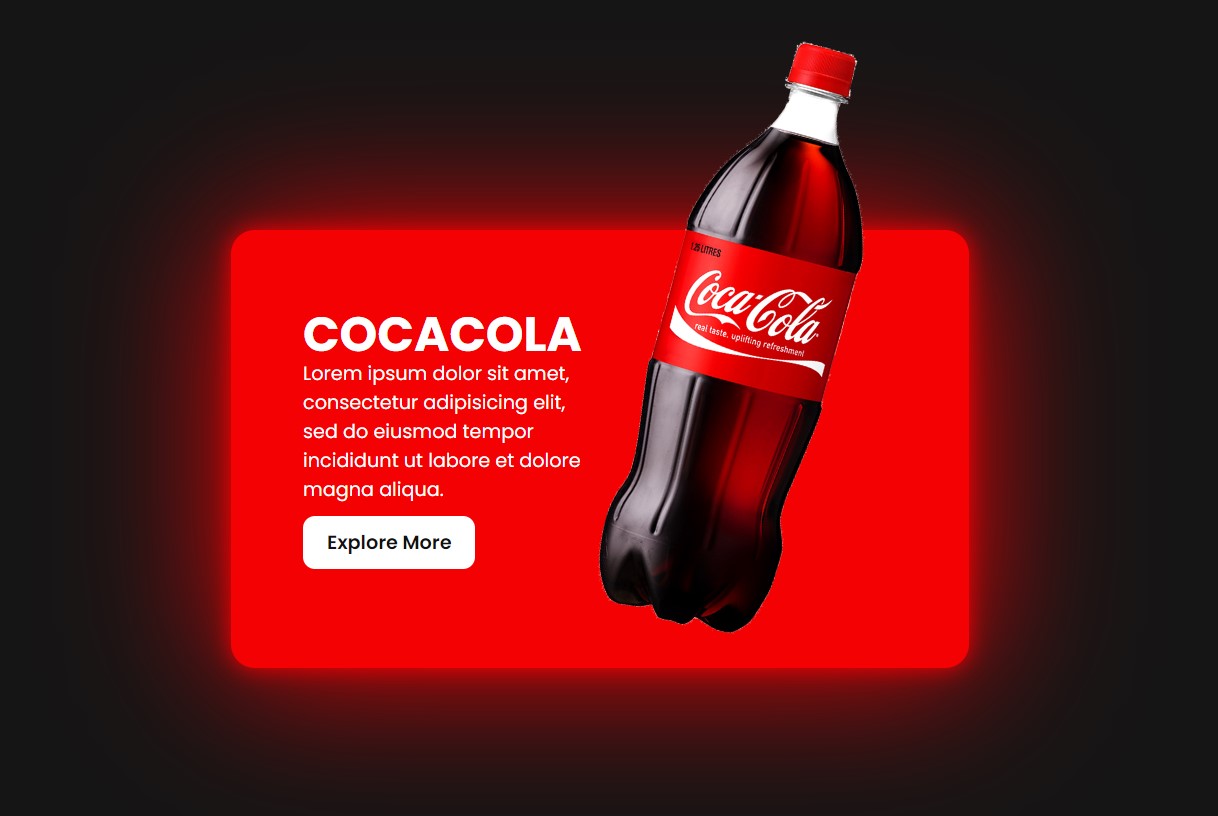 1.25 LITRES
Coca-Cola
real taste, uplifting refreshment
COCACOLA
Lorem ipsum dolor sit amet,
consectetur adipisicing elit,
sed do eiusmod tempor
incididunt ut labore et dolore
magna aliqua.
Explore More